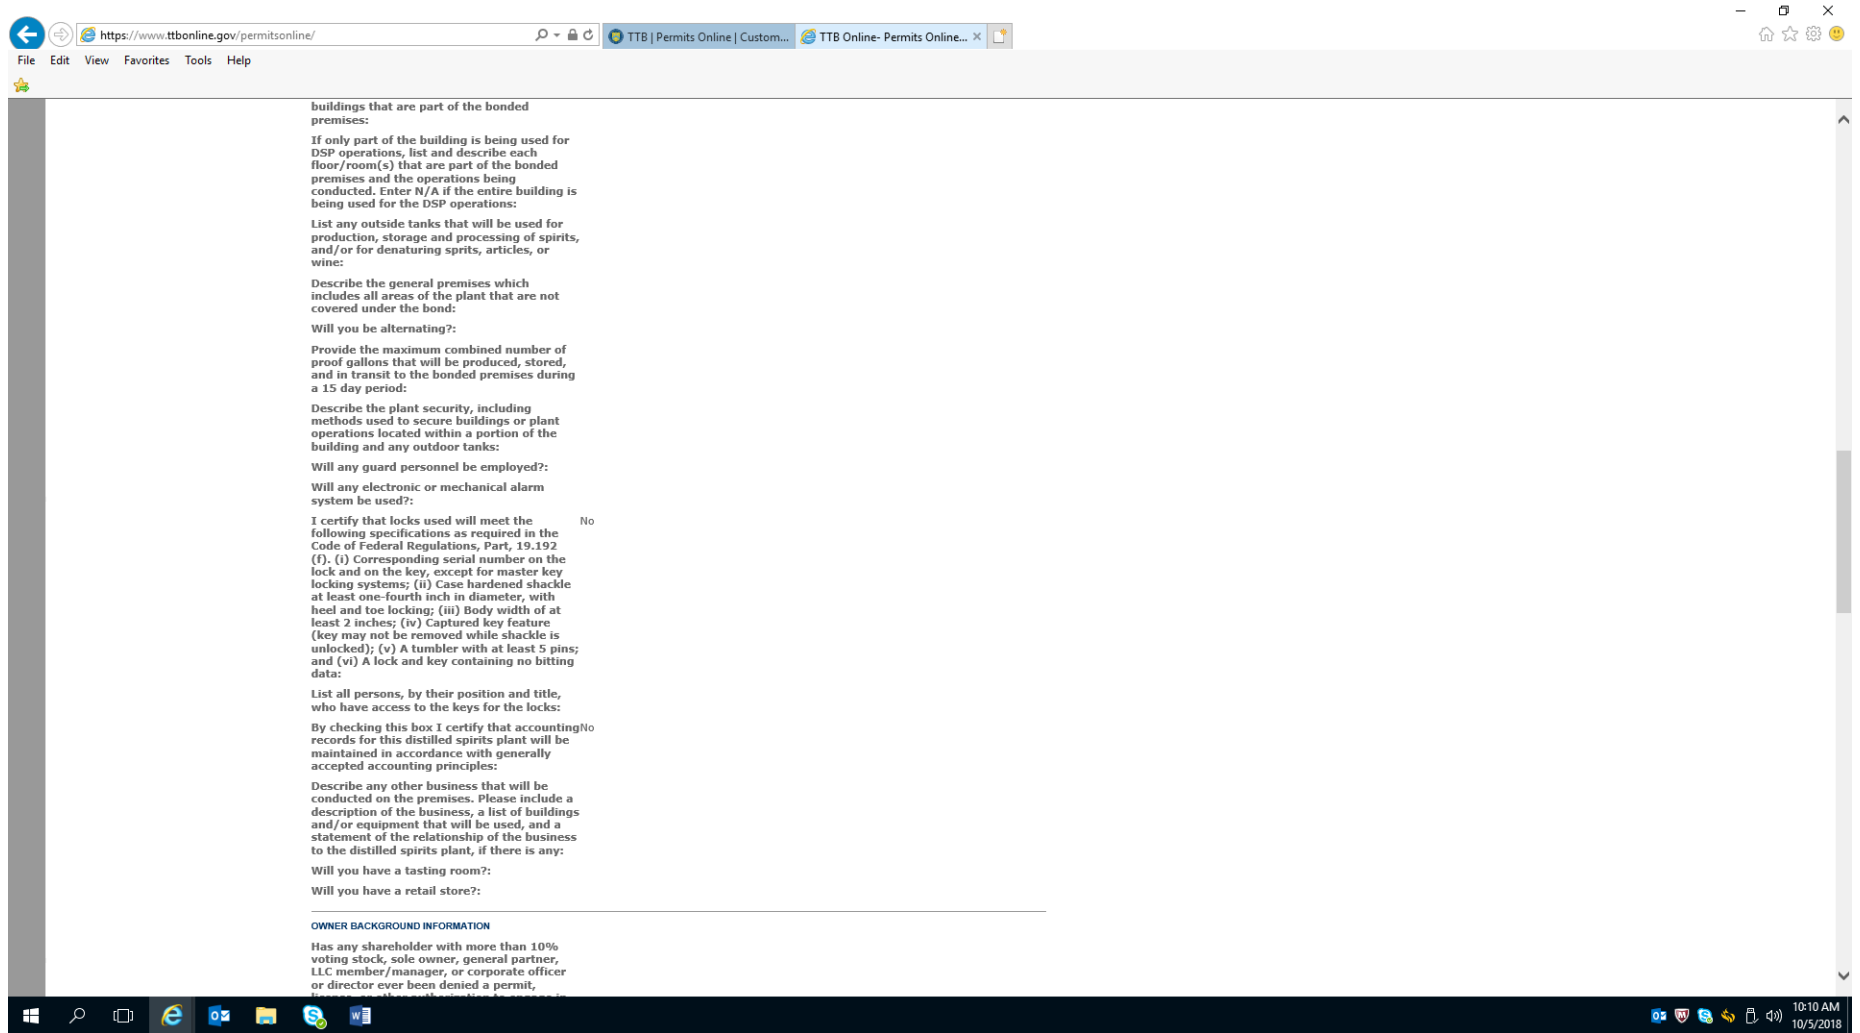 https://www.ttbonline.gov/permitsonline/
TTB | Permits Online | Custom...
TTB Online- Permits Online...
File Edit View Favorites Tools Help
buildings that are part of the bonded
premises:
If only part of the building is being used for
DSP operations, list and describe each
floor/room(s) that are part of the bonded
premises and the operations being
conducted. Enter N/A if the entire building is
being used for the DSP operations:
List any outside tanks that will be used for
production, storage and processing of spirits,
and/or for denaturing sprits, articles, or
wine:
Describe the general premises which
includes all areas of the plant that are not
covered under the bond:
Will you be alternating?:
Provide the maximum combined number of
proof gallons that will be produced, stored,
and in transit to the bonded premises during
a 15 day period:
Describe the plant security, including
methods used to secure buildings or plant
operations located within a portion of the
building and any outdoor tanks:
Will any guard personnel be employed?:
Will any electronic or mechanical alarm
system be used?:
I certify that locks used will meet the No
following specifications as required in the
Code of Federal Regulations, Part, 19.192
(f). (i) Corresponding serial number on the
lock and on the key, except for master key
locking systems; (ii) Case hardened shackle
at least one-fourth inch in diameter, with
heel and toe locking; (iii) Body width of at
least 2 inches; (iv) Captured key feature
(key may not be removed while shackle is
unlocked); (v) A tumbler with at least 5 pins;
and (vi) A lock and key containing no bitting
data:
List all persons, by their position and title,
who have access to the keys for the locks:
By checking this box I certify that accounting No
records for this distilled spirits plant will be
maintained in accordance with generally
accepted accounting principles:
Describe any other business that will be
conducted on the premises. Please include a
description of the business, a list of buildings
and/or equipment that will be used, and a
statement of the relationship of the business
to the distilled spirits plant, if there is any:
Will you have a tasting room?:
Will you have a retail store?:
OWNER BACKGROUND INFORMATION
Has any shareholder with more than 10%
voting stock, sole owner, general partner,
LLC member/manager, or corporate officer
or director ever been denied a permit,
10:10 AM
10/5/2018